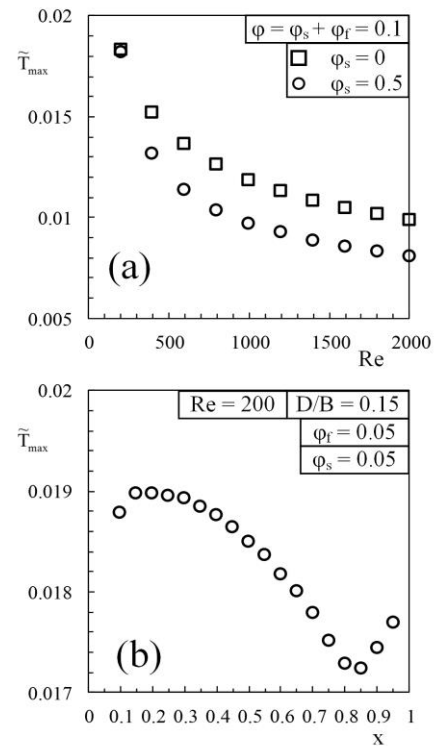 0.02
T̃max
φ = φs + φf = 0.1
φs = 0
φs = 0.5
0.015
0.01
(a)
0.005
0 500 1000 1500 2000
Re
0.02
T̃max
Re = 200 D/B = 0.15
φf = 0.05
φs = 0.05
0.019
0.018
(b)
0.017
0 0.1 0.2 0.3 0.4 0.5 0.6 0.7 0.8 0.9 1
x